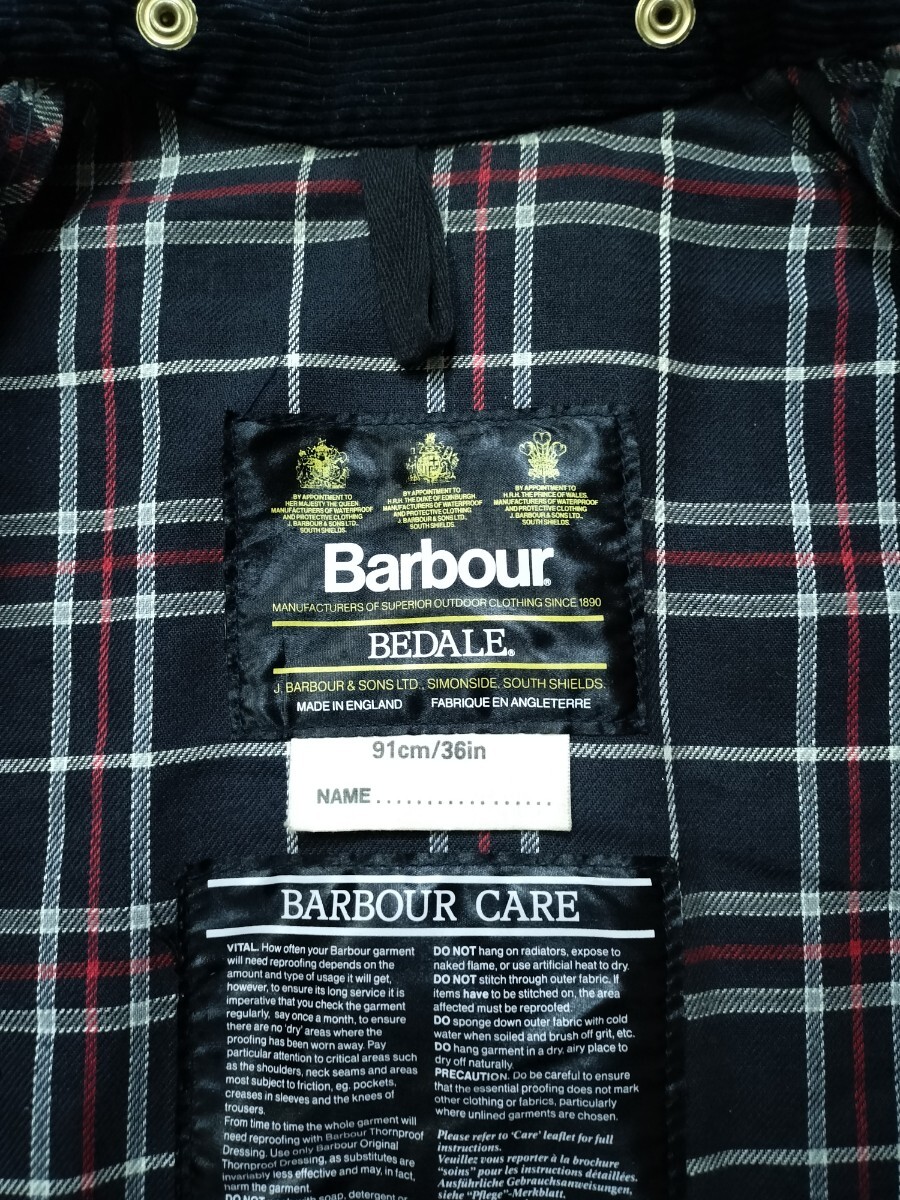 BY APPOINTMENT TO
HER MAJESTY THE QUEEN
MANUFACTURERS OF WATERPROOF
AND PROTECTIVE CLOTHING
J. BARBOUR & SONS LTD.,
SOUTH SHIELDS.
BY APPOINTMENT TO
H.R.H. THE DUKE OF EDINBURGH
MANUFACTURERS OF WATERPROOF
AND PROTECTIVE CLOTHING
J. BARBOUR & SONS LTD.,
SOUTH SHIELDS.
BY APPOINTMENT TO
H.R.H. THE PRINCE OF WALES
MANUFACTURERS OF WATERPROOF
AND PROTECTIVE CLOTHING
J. BARBOUR & SONS LTD.,
SOUTH SHIELDS.
Barbour®
MANUFACTURERS OF SUPERIOR OUTDOOR CLOTHING SINCE 1890
BEDALE®
J. BARBOUR & SONS LTD., SIMONSIDE, SOUTH SHIELDS.
MADE IN ENGLAND FABRIQUE EN ANGLETERRE
91cm/36in
NAME.................
BARBOUR CARE
VITAL. How often your Barbour garment
will need reproofing depends on the
amount and type of usage it will get,
however, to ensure its long service it is
imperative that you check the garment
regularly, say once a month, to ensure
there are no 'dry' areas where the
proofing has been worn away. Pay
particular attention to critical areas such
as the shoulders, neck seams and areas
most subject to friction, eg. pockets,
creases in sleeves and the knees of
trousers.
From time to time the whole garment will
need reproofing with Barbour Thornproof
Dressing. Use only Barbour Original
Thornproof Dressing, as substitutes are
invariably less effective and may, in fact,
harm the garment.
DO NOT with soap, detergent or
DO NOT hang on radiators, expose to
naked flame, or use artificial heat to dry.
DO NOT stitch through outer fabric. If
items have to be stitched on, the area
affected must be reproofed.
DO sponge down outer fabric with cold
water when soiled and brush off grit, etc.
DO hang garment in a dry, airy place to
dry off naturally.
PRECAUTION. Do be careful to ensure
that the essential proofing does not mark
other clothing or fabrics, particularly
where unlined garments are chosen.
Please refer to 'Care' leaflet for full
instructions.
Veuillez vous reporter à la brochure
"soins" pour les instructions détaillées.
Ausführliche Gebrauchsanweisungen,
siehe "Pflege"-Merkblatt.